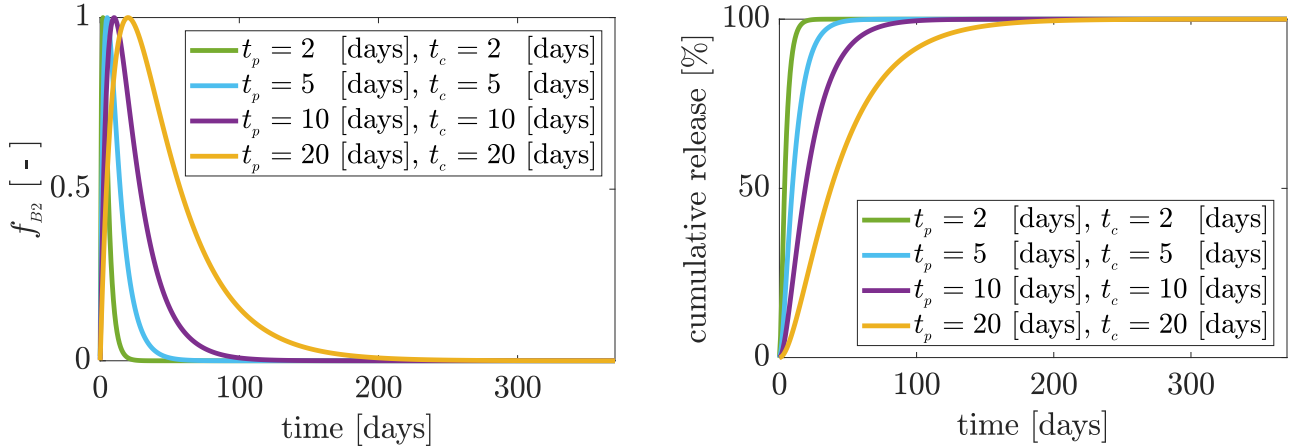 1
0.5
0
f_{B2} [ - ]
t_p = 2 [days], t_c = 2 [days]
t_p = 5 [days], t_c = 5 [days]
t_p = 10 [days], t_c = 10 [days]
t_p = 20 [days], t_c = 20 [days]
0 100 200 300
time [days]
100
50
0
cumulative release [%]
t_p = 2 [days], t_c = 2 [days]
t_p = 5 [days], t_c = 5 [days]
t_p = 10 [days], t_c = 10 [days]
t_p = 20 [days], t_c = 20 [days]
0 100 200 300
time [days]